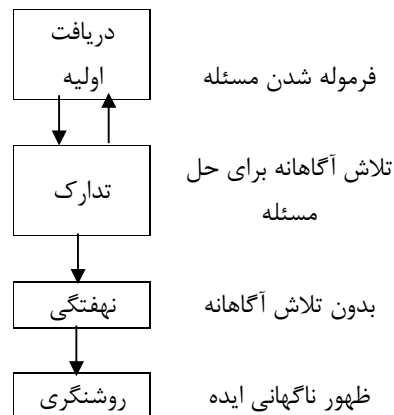 دریافت
اولیه
فرموله شدن مسئله
تدارک
تلاش آگاهانه برای حل
مسئله
نهفتگی
بدون تلاش آگاهانه
روشنگری
ظهور ناگهانی ایده